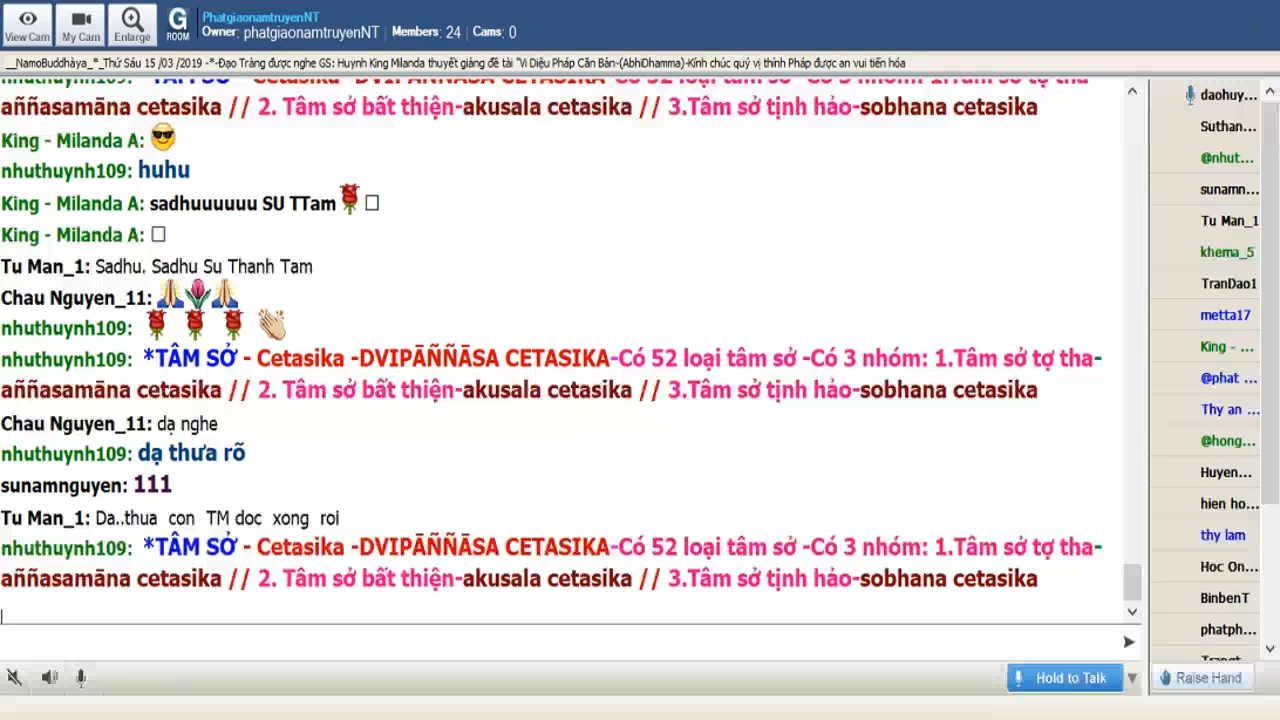 PhatgiaonamtruyenNT
Owner: phatgiaonamtruyenNT | Members: 24 | Cams: 0
View Cam
My Cam
Enlarge
G
ROOM
__NamoBuddhàya_*_Thứ Sáu 15 /03 /2019 -*-Đạo Tràng được nghe GS: Huynh King Milanda thuyết giảng đề tài "Vi Diệu Pháp Căn Bản-(AbhiDhamma)-Kính chúc quý vị thính Pháp được an vui tiến hóa
aññasamāna cetasika // 2. Tâm sở bất thiện-akusala cetasika // 3.Tâm sở tịnh hảo-sobhana cetasika
King - Milanda A:
nhuthuynh109: huhu
King - Milanda A: sadhuuuuuu SU TTam
King - Milanda A:
Tu Man_1: Sadhu. Sadhu Su Thanh Tam
Chau Nguyen_11:
nhuthuynh109:
nhuthuynh109: *TÂM SỞ - Cetasika -DVIPĀÑÑĀSA CETASIKA-Có 52 loại tâm sở -Có 3 nhóm: 1.Tâm sở tợ tha-
aññasamāna cetasika // 2. Tâm sở bất thiện-akusala cetasika // 3.Tâm sở tịnh hảo-sobhana cetasika
Chau Nguyen_11: dạ nghe
nhuthuynh109: dạ thưa rõ
sunamnguyen: 111
Tu Man_1: Da..thua con TM doc xong roi
nhuthuynh109: *TÂM SỞ - Cetasika -DVIPĀÑÑĀSA CETASIKA-Có 52 loại tâm sở -Có 3 nhóm: 1.Tâm sở tợ tha-
aññasamāna cetasika // 2. Tâm sở bất thiện-akusala cetasika // 3.Tâm sở tịnh hảo-sobhana cetasika
daohuy...
Suthan...
@nhut...
sunamn...
Tu Man_1
khema_5
TranDao1
metta17
King - ...
@phat ...
Thy an ...
@hong...
Huyen...
hien ho...
thy lam
Hoc On...
BinbenT
phatph...
Hold to Talk
Raise Hand